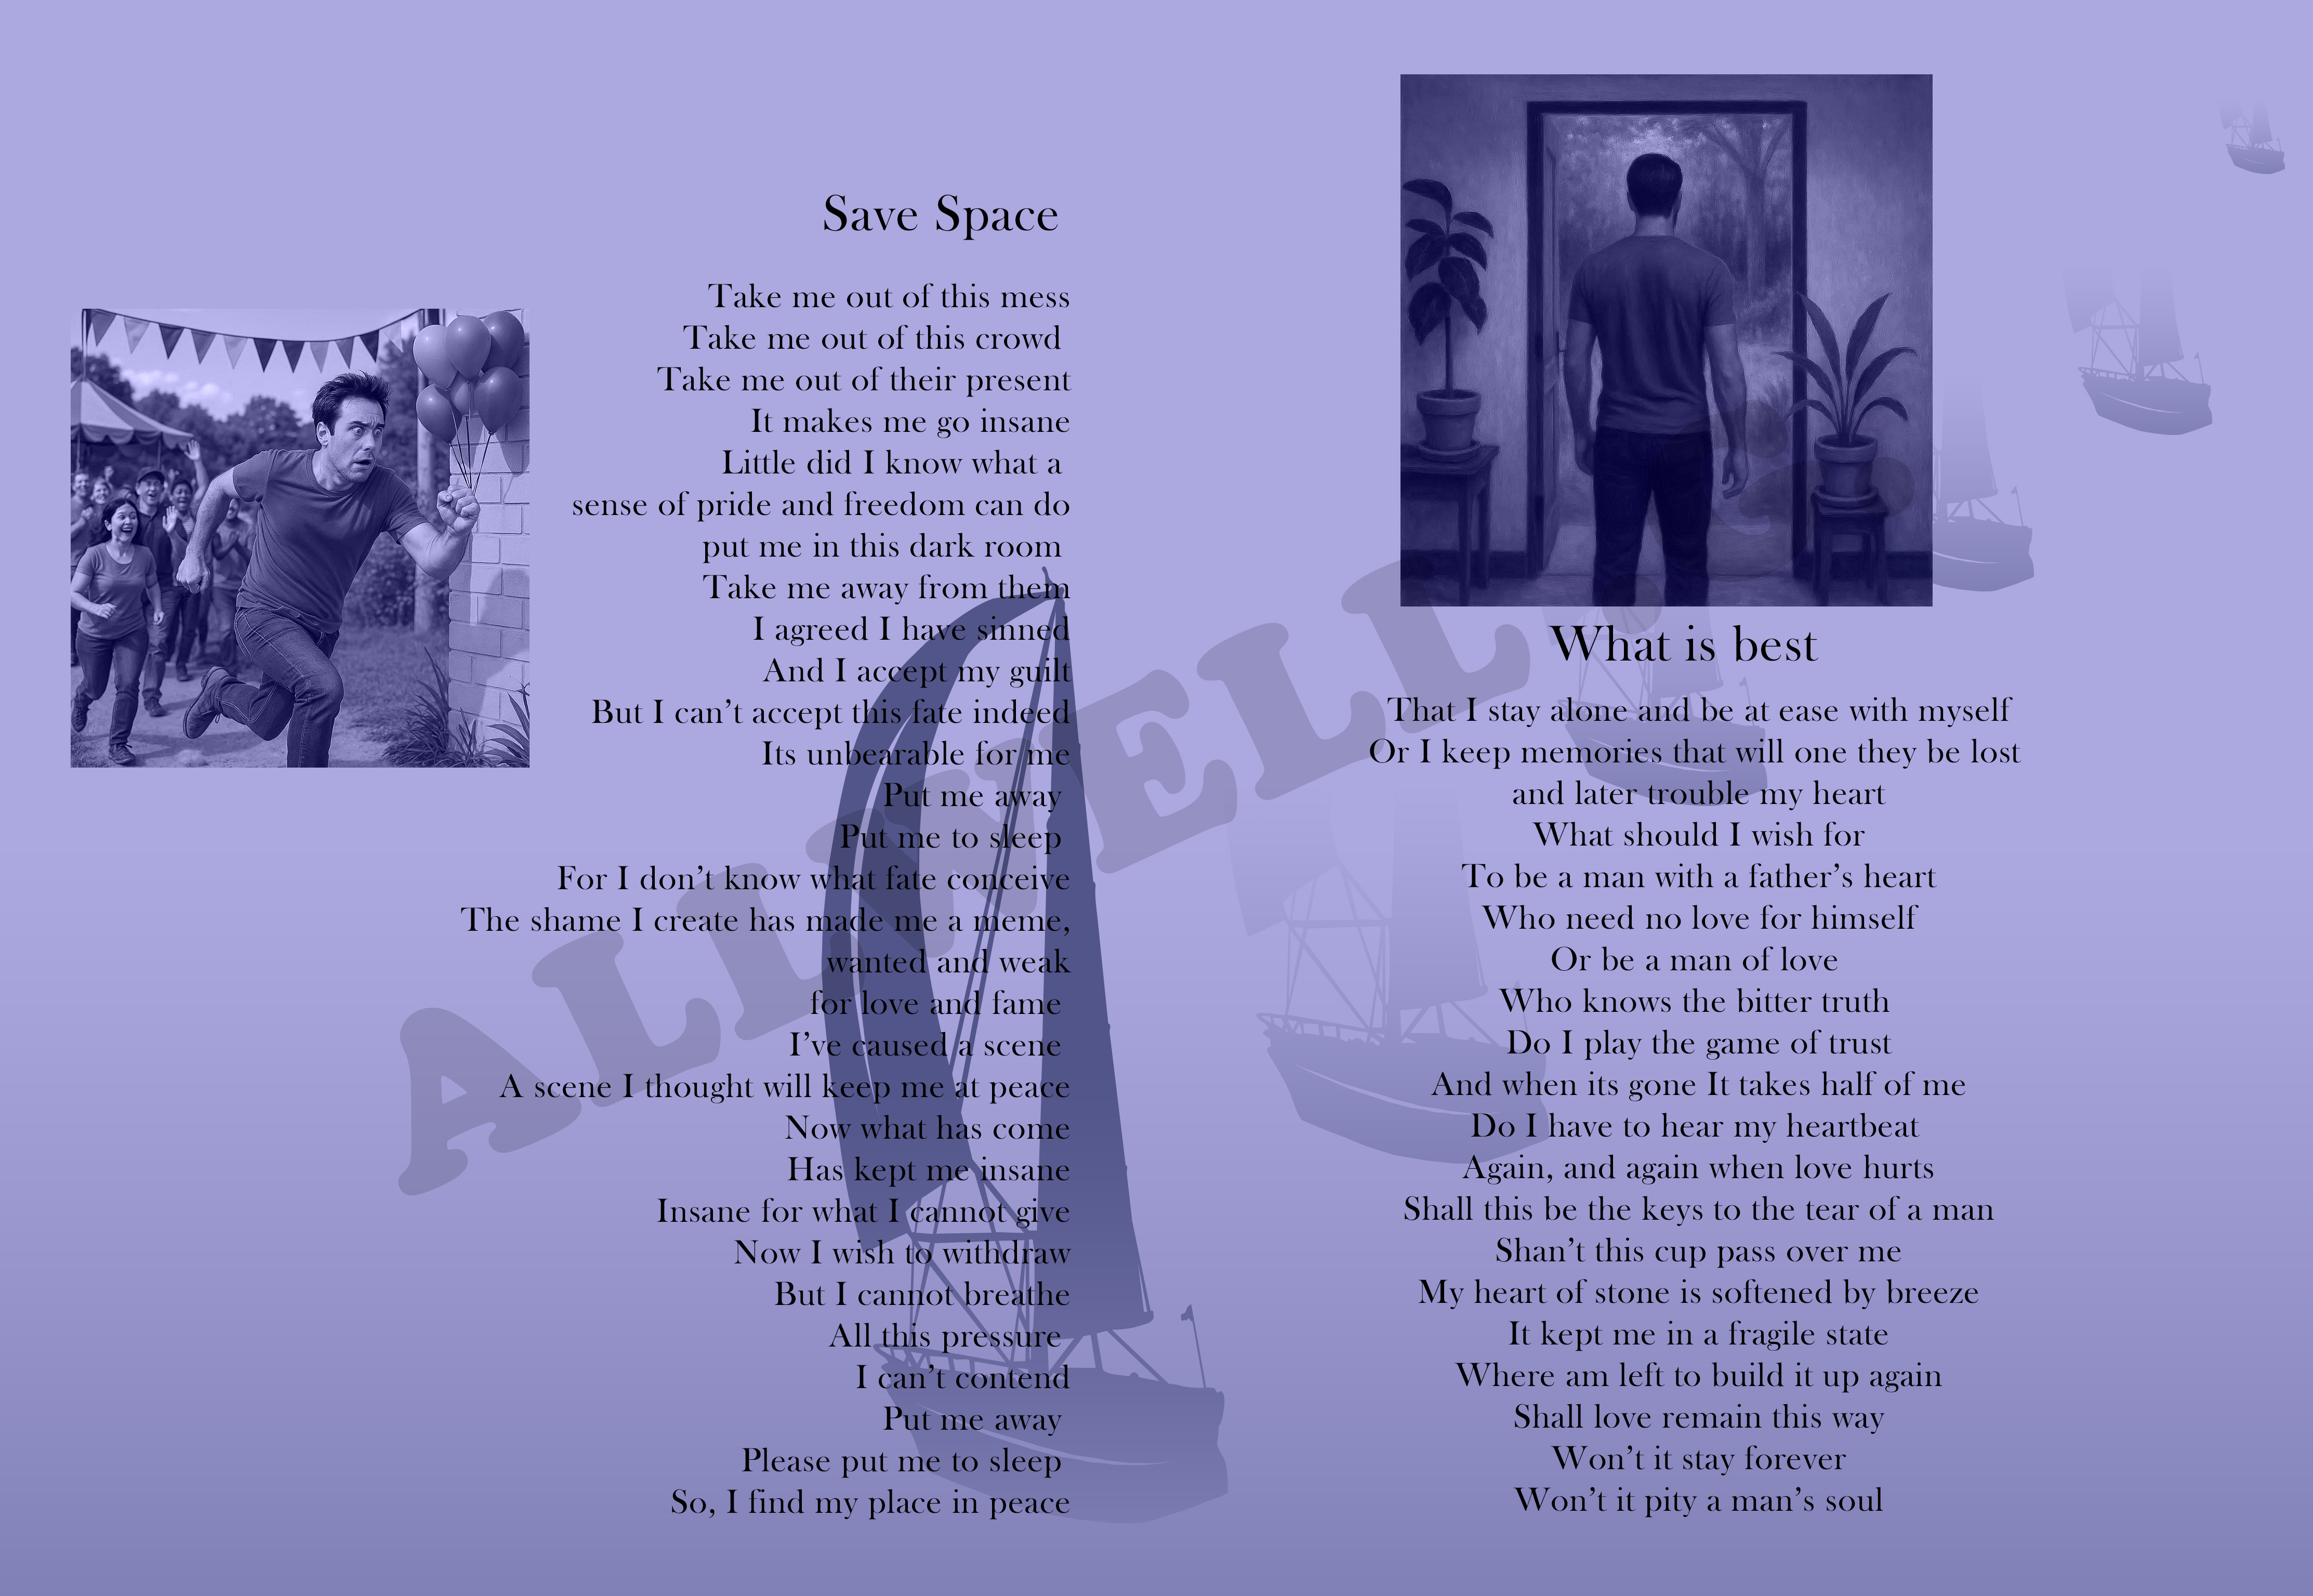 Save Space
Take me out of this mess
Take me out of this crowd
Take me out of their present
It makes me go insane
Little did I know what a
sense of pride and freedom can do
put me in this dark room
Take me away from them
I agreed I have sinned
And I accept my guilt
But I can’t accept this fate indeed
Its unbearable for me
Put me away
Put me to sleep
For I don’t know what fate conceive
The shame I create has made me a meme,
wanted and weak
for love and fame
I’ve caused a scene
A scene I thought will keep me at peace
Now what has come
Has kept me insane
Insane for what I cannot give
Now I wish to withdraw
But I cannot breathe
All this pressure
I can’t contend
Put me away
Please put me to sleep
So, I find my place in peace
What is best
That I stay alone and be at ease with myself
Or I keep memories that will one they be lost
and later trouble my heart
What should I wish for
To be a man with a father’s heart
Who need no love for himself
Or be a man of love
Who knows the bitter truth
Do I play the game of trust
And when its gone It takes half of me
Do I have to hear my heartbeat
Again, and again when love hurts
Shall this be the keys to the tear of a man
Shan’t this cup pass over me
My heart of stone is softened by breeze
It kept me in a fragile state
Where am left to build it up again
Shall love remain this way
Won’t it stay forever
Won’t it pity a man’s soul